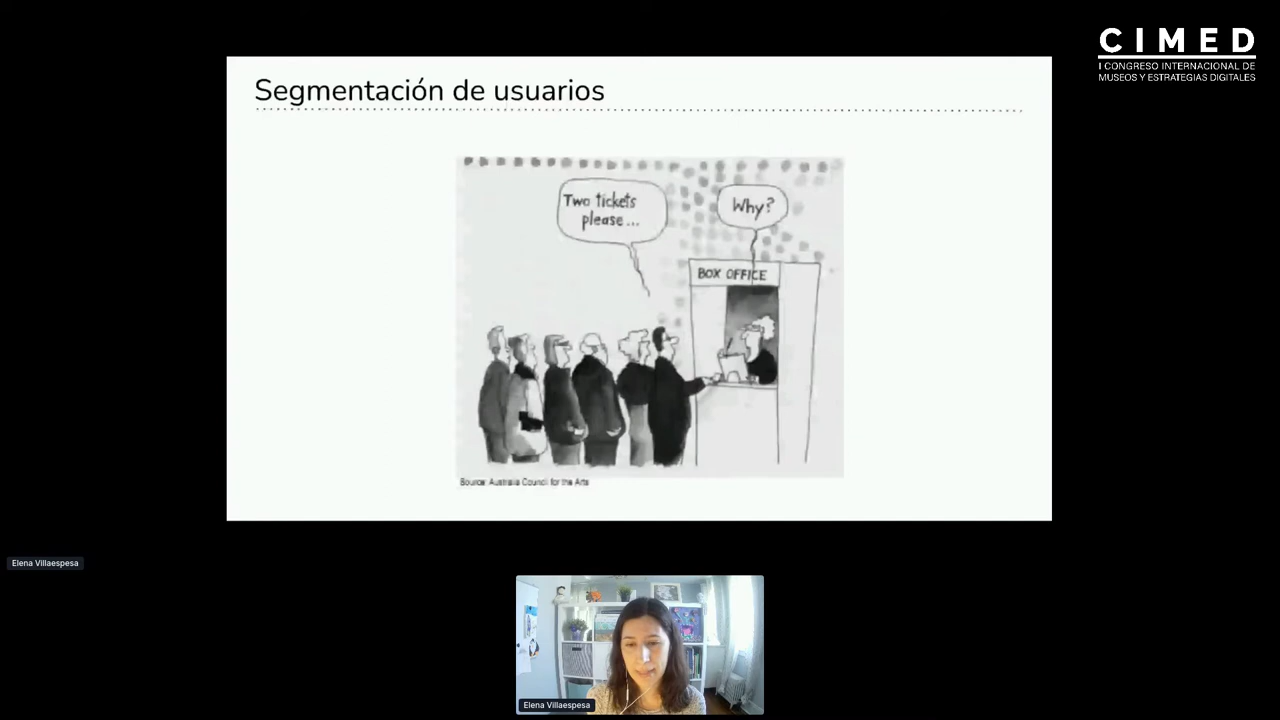 CIMED
I CONGRESO INTERNACIONAL DE
MUSEOS Y ESTRATEGIAS DIGITALES
Segmentación de usuarios
Two tickets
please...
Why?
BOX OFFICE
Source: Australia Council for the Arts
Elena Villaespesa
Elena Villaespesa